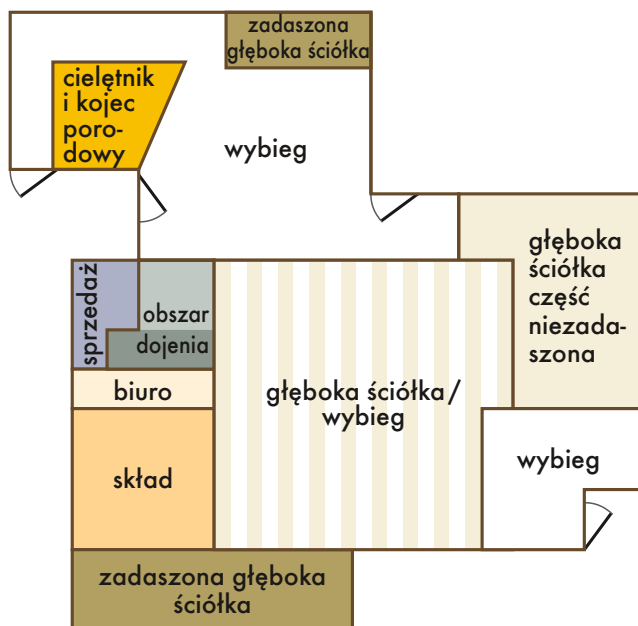 zadaszona
głęboka ściółka
cielętnik
i kojec
poro-
dowy
wybieg
głęboka
ściółka
część
niezada-
szona
sprzedaż
obszar
dojenia
biuro
głęboka ściółka/
wybieg
wybieg
skład
zadaszona głęboka
ściółka